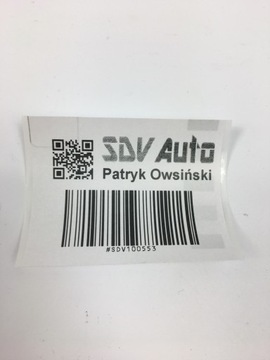 SDV Auto
Patryk Owsiński
#SDV100553